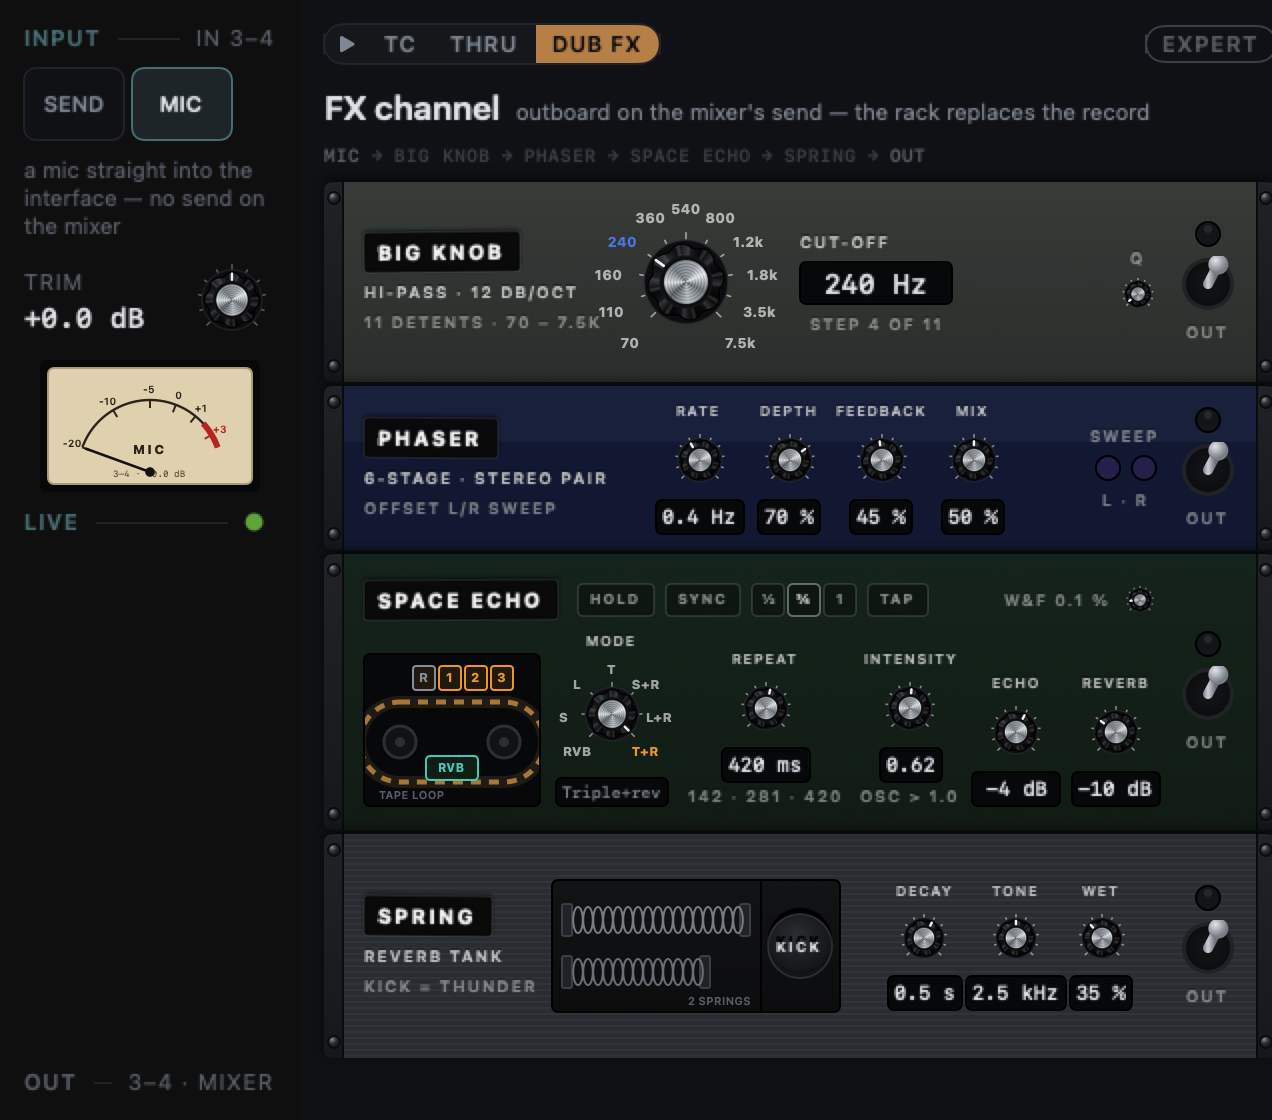 INPUT IN 3–4
SEND MIC
a mic straight into the
interface — no send on
the mixer
TRIM
+0.0 dB
-20 -10 -5 0 +1 +3
MIC
LIVE
OUT 3–4 · MIXER
TC THRU DUB FX
EXPERT
FX channel outboard on the mixer's send — the rack replaces the record
MIC → BIG KNOB → PHASER → SPACE ECHO → SPRING → OUT
BIG KNOB
HI-PASS · 12 DB/OCT
11 DETENTS · 70 – 7.5K
70 110 160 240 360 540 800 1.2k 1.8k 3.5k 7.5k
CUT-OFF
240 Hz
STEP 4 OF 11
Q
OUT
PHASER
6-STAGE · STEREO PAIR
OFFSET L/R SWEEP
RATE DEPTH FEEDBACK MIX
0.4 Hz 70 % 45 % 50 %
SWEEP
L · R
OUT
SPACE ECHO
HOLD SYNC ½ ¾ 1 TAP
W&F 0.1 %
R 1 2 3
RVB
TAPE LOOP
MODE
RVB S L T S+R L+R T+R
Triple+rev
REPEAT
420 ms
142 · 281 · 420
INTENSITY
0.62
OSC > 1.0
ECHO
-4 dB
REVERB
-10 dB
OUT
SPRING
REVERB TANK
KICK = THUNDER
2 SPRINGS
KICK
DECAY TONE WET
0.5 s 2.5 kHz 35 %
OUT